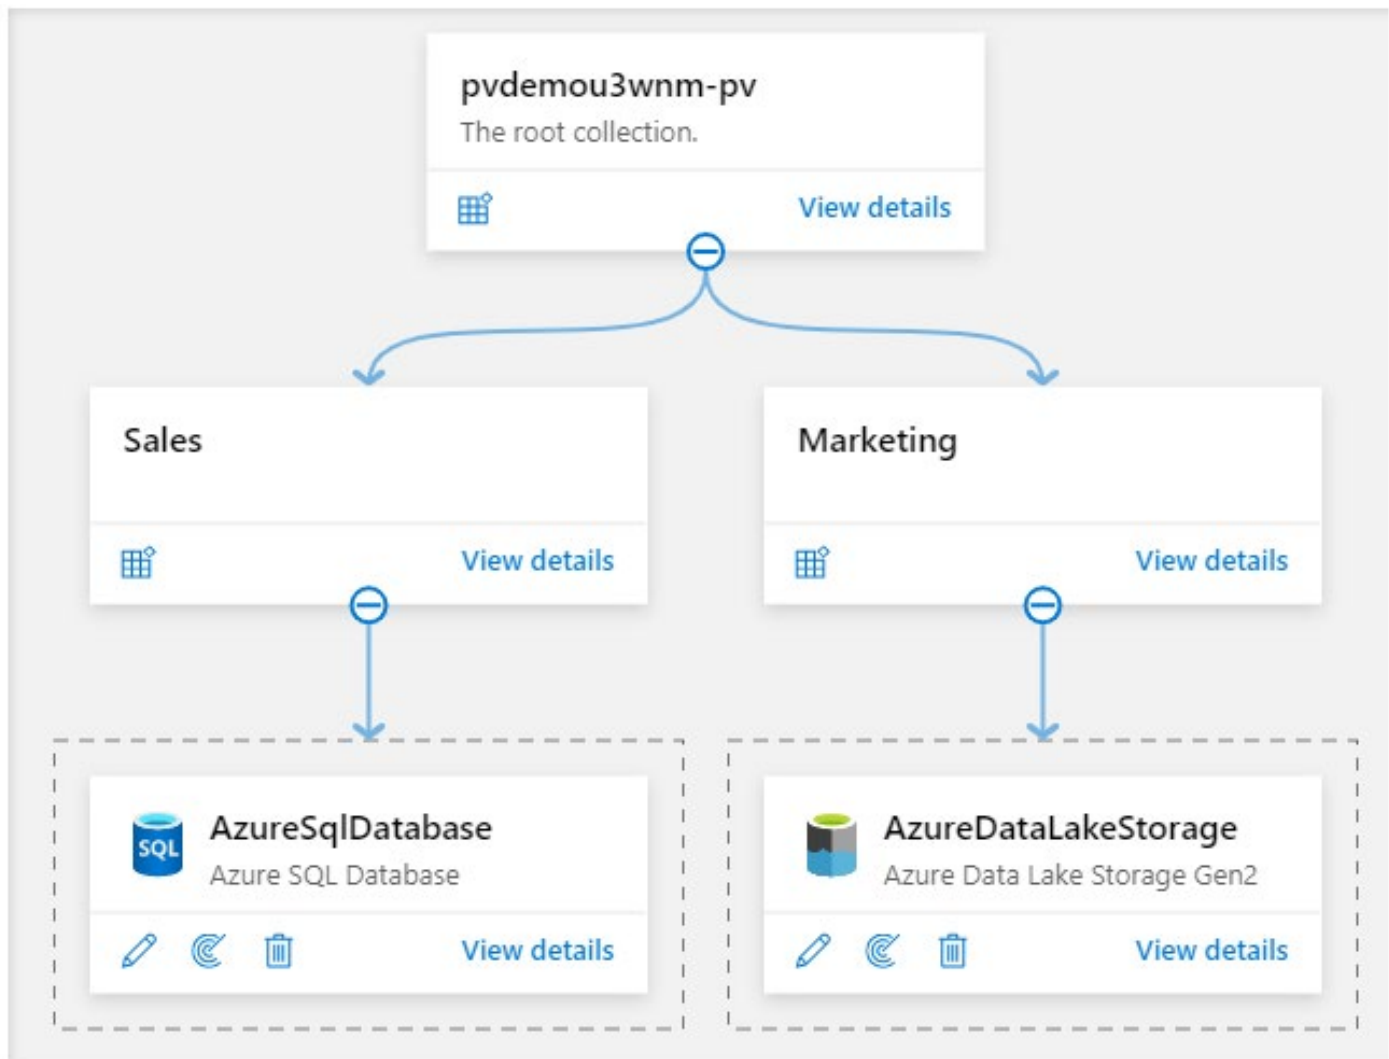 pvdemou3wnm-pv
The root collection.
View details
Sales
View details
Marketing
View details
SQL
AzureSqlDatabase
Azure SQL Database
View details
AzureDataLakeStorage
Azure Data Lake Storage Gen2
View details